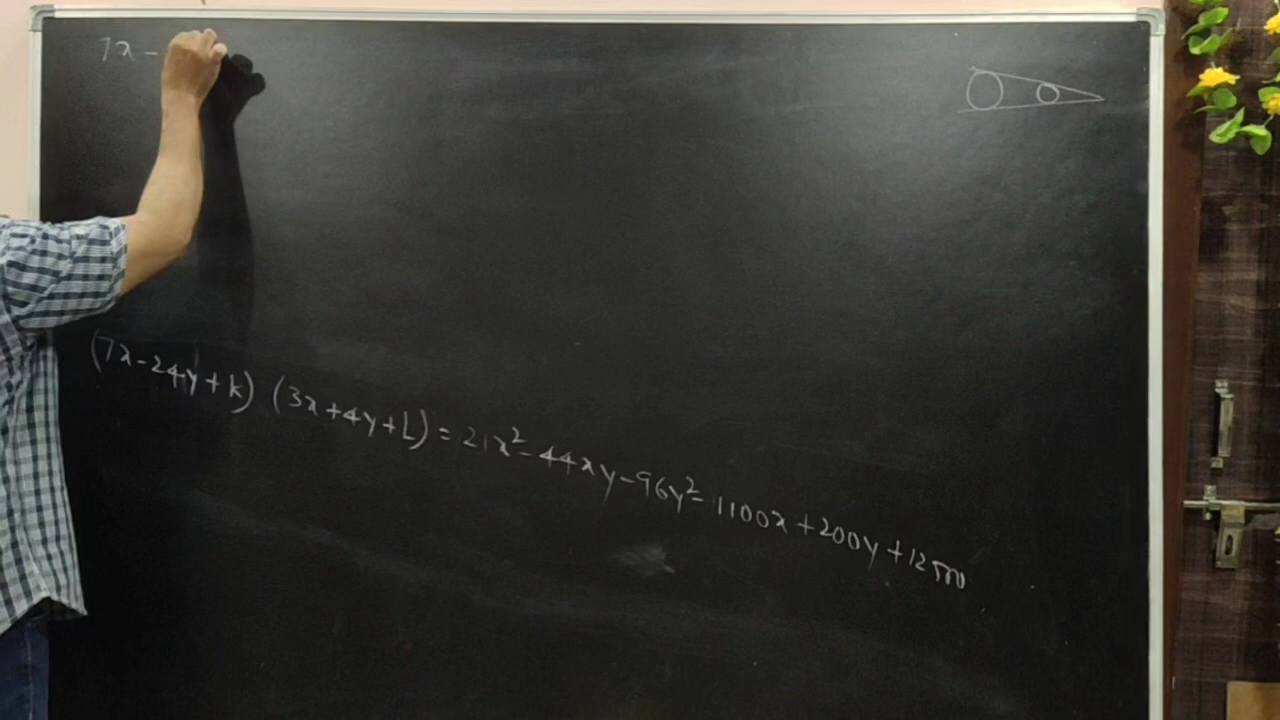 7x -
(7x-24y+k) (3x+4y+L) = 21x² - 44xy - 96y² - 1100x + 200y + 12500